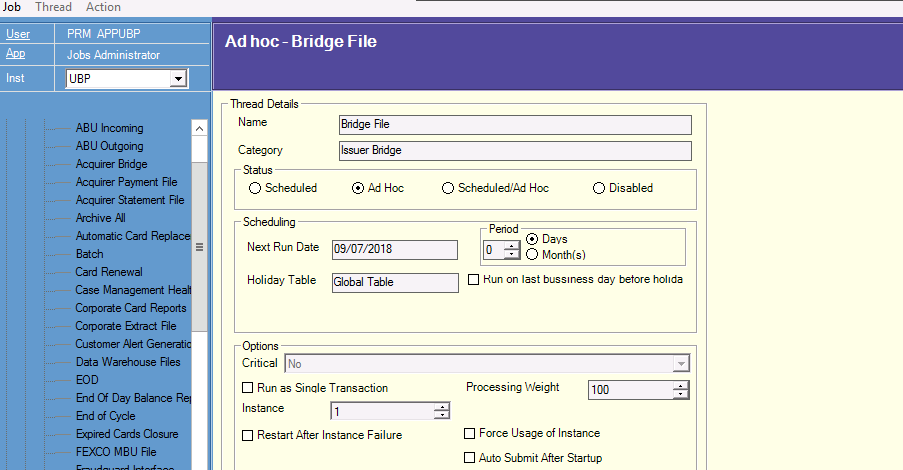 Job Thread Action
User PRM APPUBP
App Jobs Administrator
Inst UBP
ABU Incoming
ABU Outgoing
Acquirer Bridge
Acquirer Payment File
Acquirer Statement File
Archive All
Automatic Card Replace
Batch
Card Renewal
Case Management Healt
Corporate Card Reports
Corporate Extract File
Customer Alert Generatio
Data Warehouse Files
EOD
End Of Day Balance Rep
End of Cycle
Expired Cards Closure
FEXCO MBU File
Fraudguard Interface
Ad hoc - Bridge File
Thread Details
Name Bridge File
Category Issuer Bridge
Status
Scheduled Ad Hoc Scheduled/Ad Hoc Disabled
Scheduling
Next Run Date 09/07/2018
Period
0 Days
Month(s)
Holiday Table Global Table
Run on last bussiness day before holida
Options
Critical No
Run as Single Transaction
Processing Weight 100
Instance 1
Restart After Instance Failure
Force Usage of Instance
Auto Submit After Startup